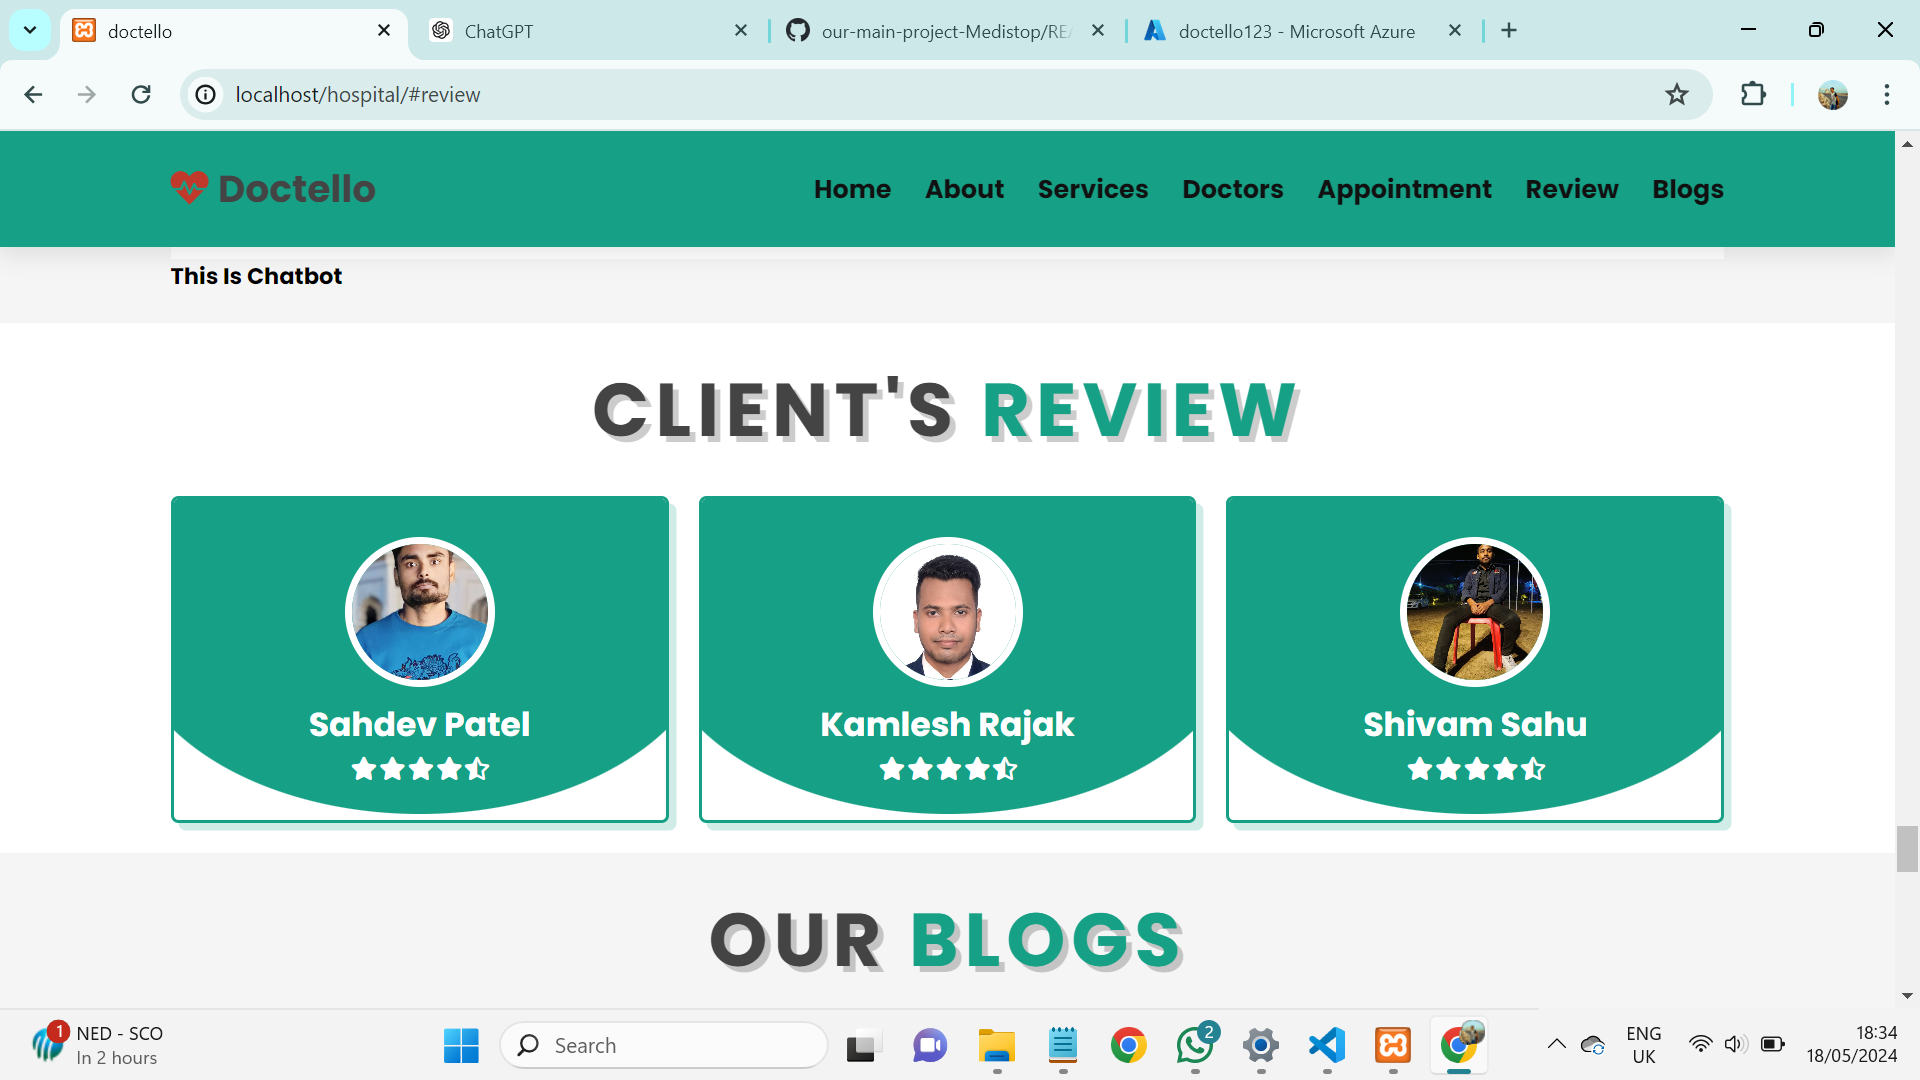 doctello
ChatGPT
our-main-project-Medistop/REA
doctello123 - Microsoft Azure
localhost/hospital/#review
Doctello
Home About Services Doctors Appointment Review Blogs
This Is Chatbot
CLIENT'S REVIEW
Sahdev Patel
Kamlesh Rajak
Shivam Sahu
OUR BLOGS
1
NED - SCO
In 2 hours
Search
2
ENG
UK
18:34
18/05/2024